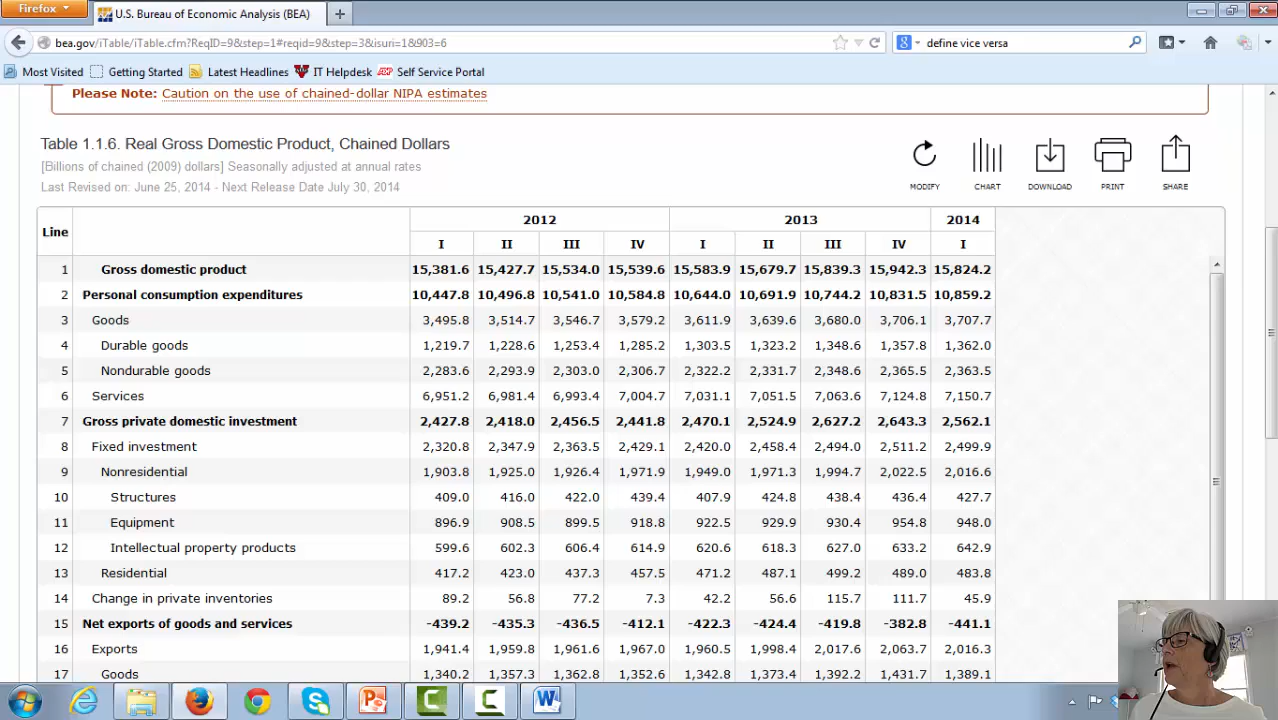 Firefox
U.S. Bureau of Economic Analysis (BEA)
bea.gov/iTable/iTable.cfm?ReqID=9&step=1#reqid=9&step=3&isuri=1&903=6
define vice versa
Most Visited Getting Started Latest Headlines IT Helpdesk ADP Self Service Portal
Please Note: Caution on the use of chained-dollar NIPA estimates
Table 1.1.6. Real Gross Domestic Product, Chained Dollars
[Billions of chained (2009) dollars] Seasonally adjusted at annual rates
Last Revised on: June 25, 2014 - Next Release Date July 30, 2014
MODIFY CHART DOWNLOAD PRINT SHARE
Line 2012 2013 2014
I II III IV I II III IV I
1 Gross domestic product 15,381.6 15,427.7 15,534.0 15,539.6 15,583.9 15,679.7 15,839.3 15,942.3 15,824.2
2 Personal consumption expenditures 10,447.8 10,496.8 10,541.0 10,584.8 10,644.0 10,691.9 10,744.2 10,831.5 10,859.2
3 Goods 3,495.8 3,514.7 3,546.7 3,579.2 3,611.9 3,639.6 3,680.0 3,706.1 3,707.7
4 Durable goods 1,219.7 1,228.6 1,253.4 1,285.2 1,303.5 1,323.2 1,348.6 1,357.8 1,362.0
5 Nondurable goods 2,283.6 2,293.9 2,303.0 2,306.7 2,322.2 2,331.7 2,348.6 2,365.5 2,363.5
6 Services 6,951.2 6,981.4 6,993.4 7,004.7 7,031.1 7,051.5 7,063.6 7,124.8 7,150.7
7 Gross private domestic investment 2,427.8 2,418.0 2,456.5 2,441.8 2,470.1 2,524.9 2,627.2 2,643.3 2,562.1
8 Fixed investment 2,320.8 2,347.9 2,363.5 2,429.1 2,420.0 2,458.4 2,494.0 2,511.2 2,499.9
9 Nonresidential 1,903.8 1,925.0 1,926.4 1,971.9 1,949.0 1,971.3 1,994.7 2,022.5 2,016.6
10 Structures 409.0 416.0 422.0 439.4 407.9 424.8 438.4 436.4 427.7
11 Equipment 896.9 908.5 899.5 918.8 922.5 929.9 930.4 954.8 948.0
12 Intellectual property products 599.6 602.3 606.4 614.9 620.6 618.3 627.0 633.2 642.9
13 Residential 417.2 423.0 437.3 457.5 471.2 487.1 499.2 489.0 483.8
14 Change in private inventories 89.2 56.8 77.2 7.3 42.2 56.6 115.7 111.7 45.9
15 Net exports of goods and services -439.2 -435.3 -436.5 -412.1 -422.3 -424.4 -419.8 -382.8 -441.1
16 Exports 1,941.4 1,959.8 1,961.6 1,967.0 1,960.5 1,998.4 2,017.6 2,063.7 2,016.3
17 Goods 1,340.2 1,357.3 1,362.8 1,352.6 1,342.8 1,373.4 1,392.2 1,431.7 1,389.1